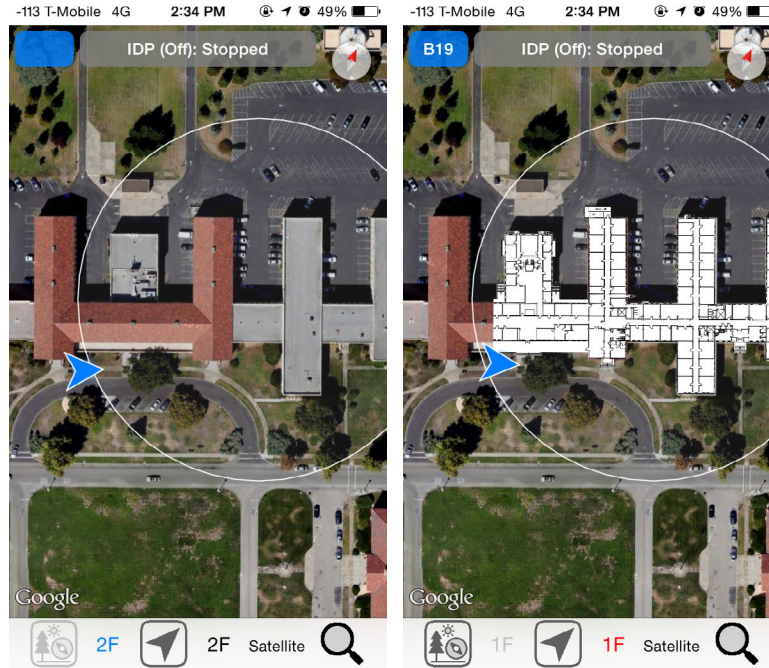 -113 T-Mobile 4G 2:34 PM 49%
IDP (Off): Stopped
Google
2F 2F Satellite
-113 T-Mobile 4G 2:34 PM 49%
B19 IDP (Off): Stopped
Google
1F 1F Satellite